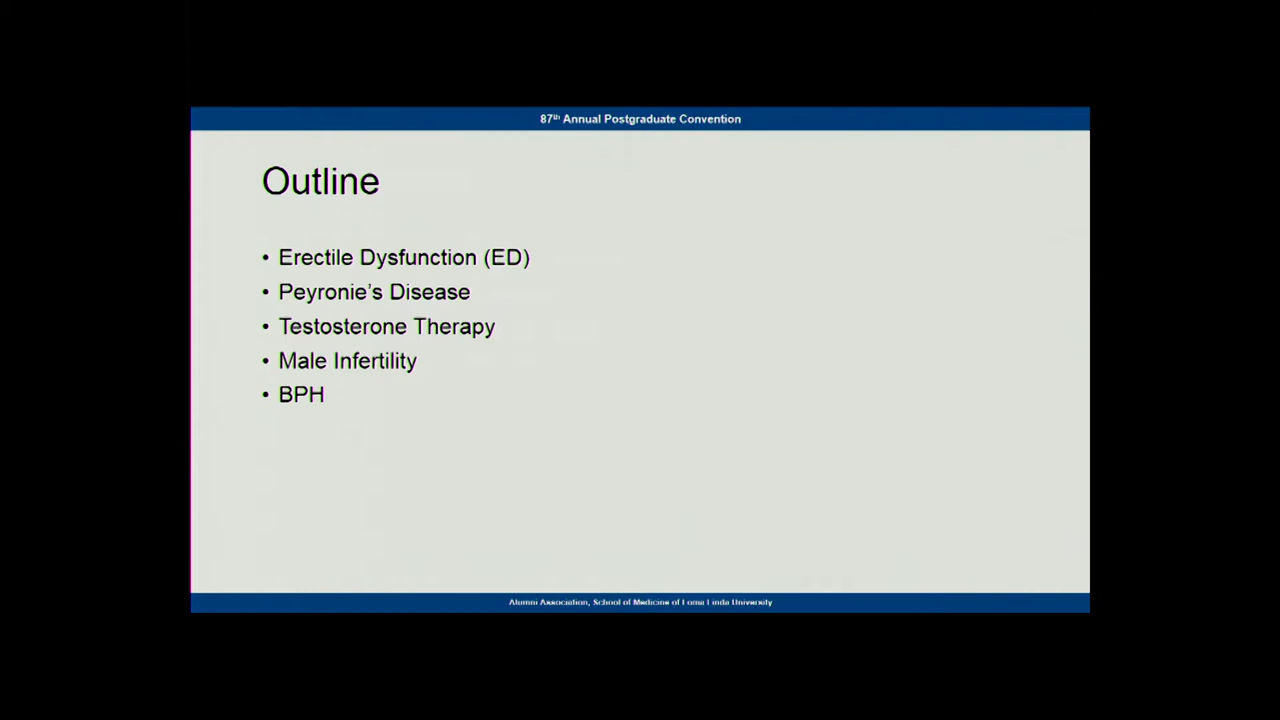 87th Annual Postgraduate Convention
Outline
• Erectile Dysfunction (ED)
• Peyronie’s Disease
• Testosterone Therapy
• Male Infertility
• BPH
Alumni Association, School of Medicine of Loma Linda University